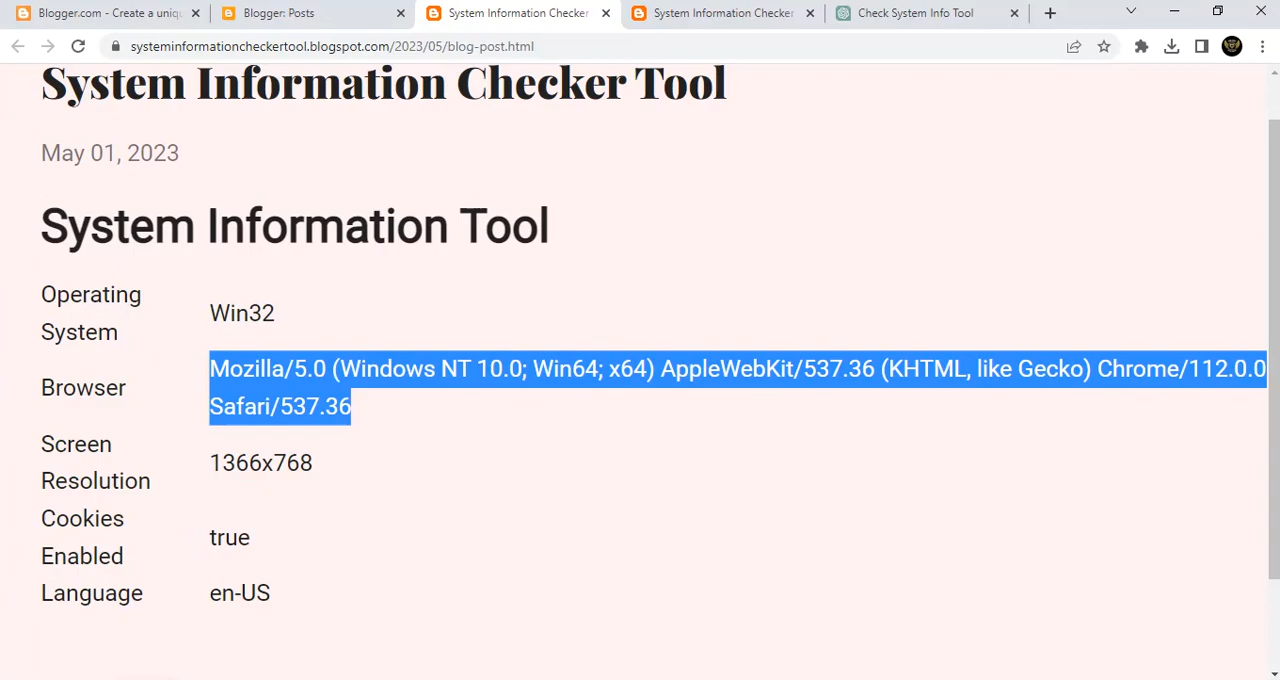 Blogger.com - Create a uniqu
Blogger: Posts
System Information Checker
System Information Checker
Check System Info Tool
systeminformationcheckertool.blogspot.com/2023/05/blog-post.html
System Information Checker Tool
May 01, 2023
System Information Tool
Operating
System
Win32
Browser
Mozilla/5.0 (Windows NT 10.0; Win64; x64) AppleWebKit/537.36 (KHTML, like Gecko) Chrome/112.0.0
Safari/537.36
Screen
Resolution
1366x768
Cookies
Enabled
true
Language
en-US